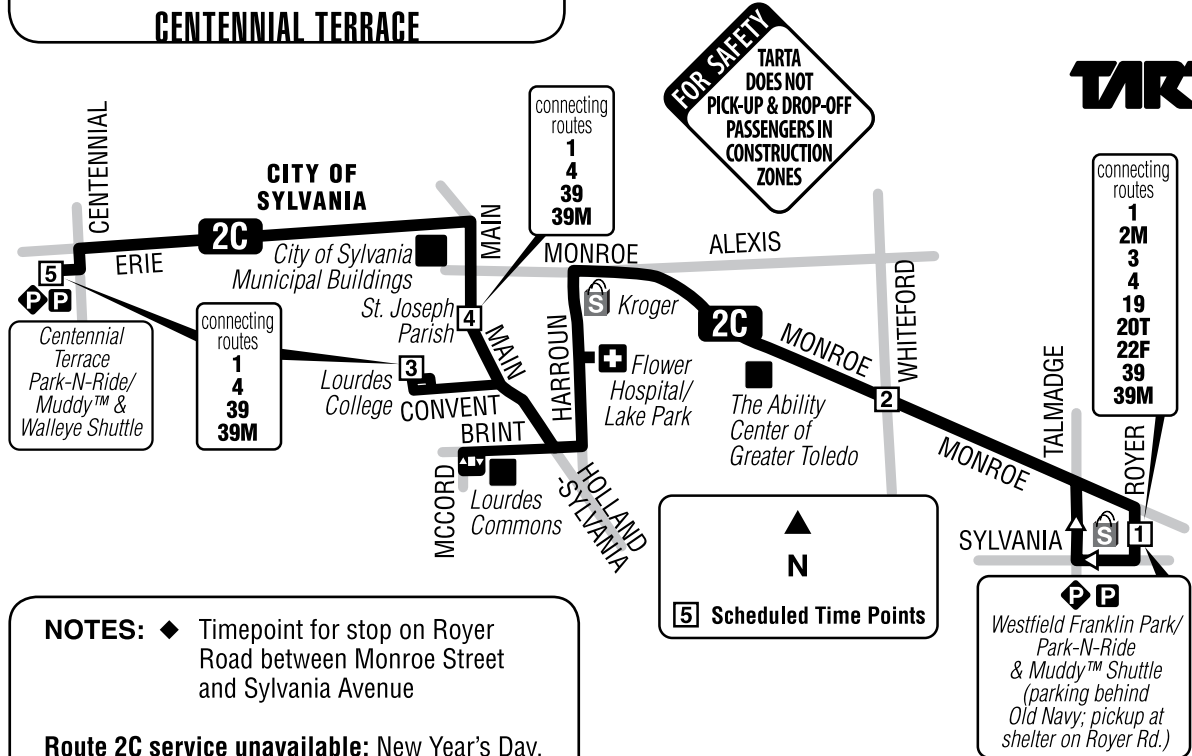 CENTENNIAL TERRACE
FOR SAFETY
TARTA
DOES NOT
PICK-UP & DROP-OFF
PASSENGERS IN
CONSTRUCTION
ZONES
TART
connecting
routes
1
4
39
39M
connecting
routes
1
2M
3
4
19
20T
22F
39
39M
CENTENNIAL
CITY OF
SYLVANIA
2C
ERIE
MAIN
City of Sylvania
Municipal Buildings
MONROE
ALEXIS
St. Joseph
Parish
4
MAIN
S
Kroger
2C
MONROE
WHITEFORD
5
P P
Centennial
Terrace
Park-N-Ride/
Muddy™ &
Walleye Shuttle
connecting
routes
1
4
39
39M
3
Lourdes
College
CONVENT
BRINT
HARROUN
Flower
Hospital/
Lake Park
The Ability
Center of
Greater Toledo
2
TALMADGE
ROYER
MONROE
MCCORD
Lourdes
Commons
HOLLAND
-SYLVANIA
SYLVANIA
S
1
N
5 Scheduled Time Points
P P
Westfield Franklin Park/
Park-N-Ride
& Muddy™ Shuttle
(parking behind
Old Navy; pickup at
shelter on Royer Rd.)
NOTES: ◆ Timepoint for stop on Royer
Road between Monroe Street
and Sylvania Avenue
Route 2C service unavailable: New Year's Day,